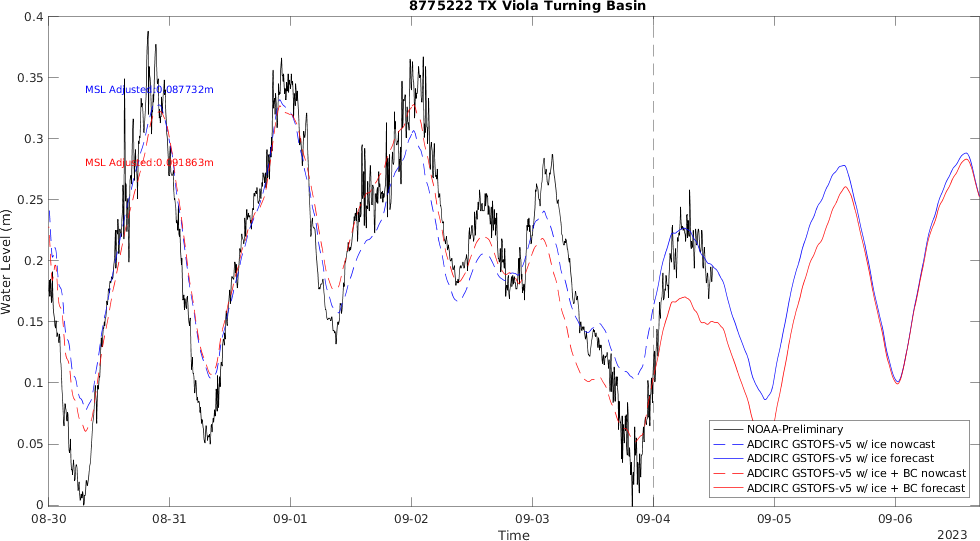 8775222 TX Viola Turning Basin
0.4
0.35
0.3
0.25
0.2
0.15
0.1
0.05
0
Water Level (m)
MSL Adjusted:0.087732m
MSL Adjusted:0.091863m
NOAA-Preliminary
ADCIRC GSTOFS-v5 w/ ice nowcast
ADCIRC GSTOFS-v5 w/ ice forecast
ADCIRC GSTOFS-v5 w/ ice + BC nowcast
ADCIRC GSTOFS-v5 w/ ice + BC forecast
08-30 08-31 09-01 09-02 09-03 09-04 09-05 09-06
Time
2023